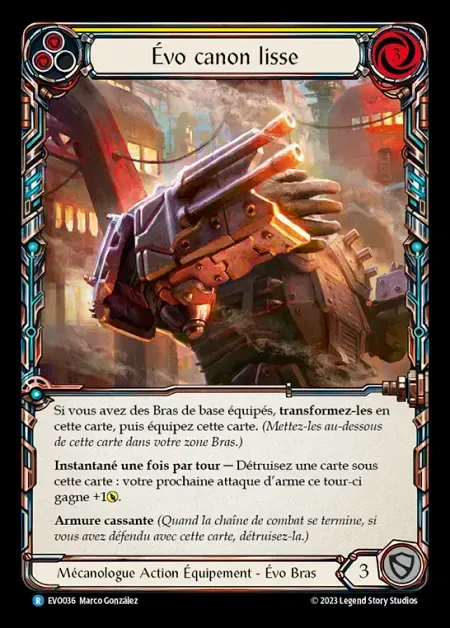 Évo canon lisse
3
Si vous avez des Bras de base équipés, transformez-les en
cette carte, puis équipez cette carte. (Mettez-les au-dessous
de cette carte dans votre zone Bras.)
Instantané une fois par tour — Détruisez une carte sous
cette carte : votre prochaine attaque d'arme ce tour-ci
gagne +1.
Armure cassante (Quand la chaîne de combat se termine, si
vous avez défendu avec cette carte, détruisez-la.)
Mécanologue Action Équipement - Évo Bras
3
R EVO036 Marco González
© 2023 Legend Story Studios